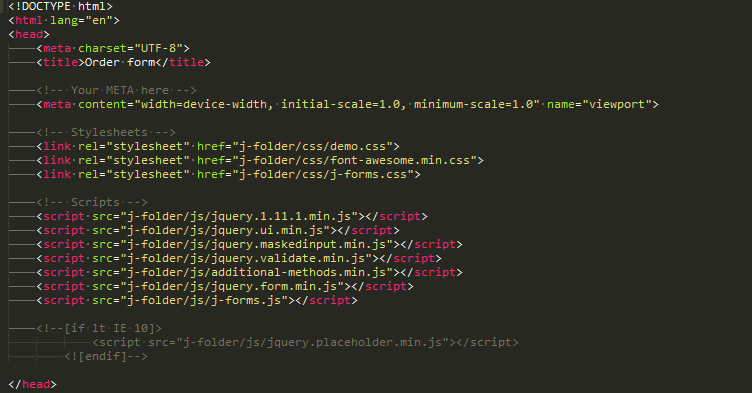 <!DOCTYPE html>
<html lang="en">
<head>
<meta charset="UTF-8">
<title>Order form</title>
<!-- Your META here -->
<meta content="width=device-width, initial-scale=1.0, minimum-scale=1.0" name="viewport">
<!-- Stylesheets -->
<link rel="stylesheet" href="j-folder/css/demo.css">
<link rel="stylesheet" href="j-folder/css/font-awesome.min.css">
<link rel="stylesheet" href="j-folder/css/j-forms.css">
<!-- Scripts -->
<script src="j-folder/js/jquery.1.11.1.min.js"></script>
<script src="j-folder/js/jquery.ui.min.js"></script>
<script src="j-folder/js/jquery.maskedinput.min.js"></script>
<script src="j-folder/js/jquery.validate.min.js"></script>
<script src="j-folder/js/additional-methods.min.js"></script>
<script src="j-folder/js/jquery.form.min.js"></script>
<script src="j-folder/js/j-forms.js"></script>
<!--[if lt IE 10]>
<script src="j-folder/js/jquery.placeholder.min.js"></script>
<![endif]-->
</head>